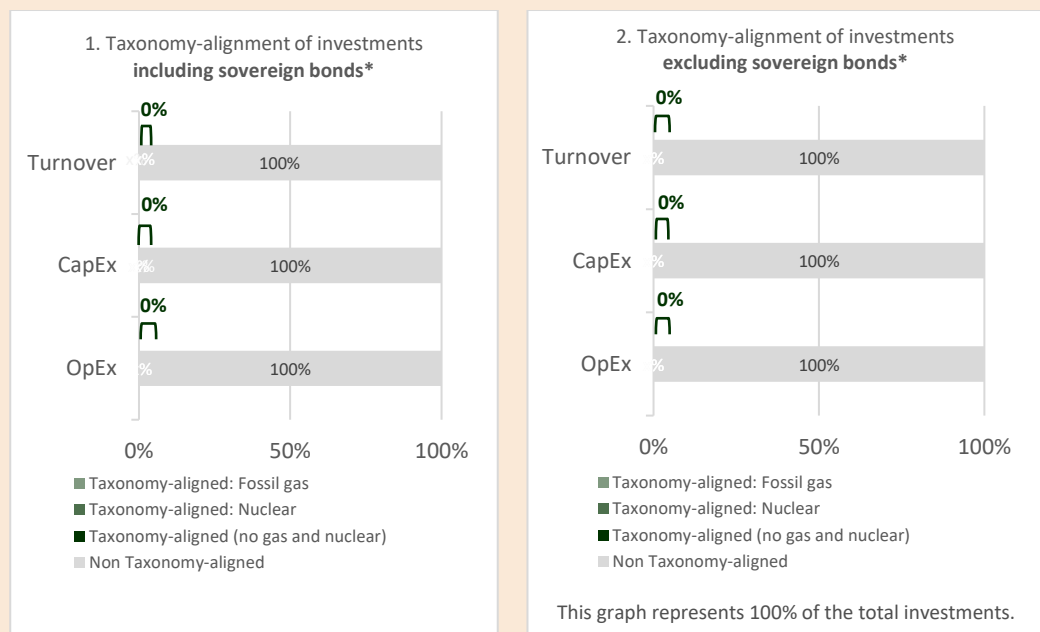 1. Taxonomy-alignment of investments
including sovereign bonds*
0%
Turnover
100%
0%
CapEx
100%
0%
OpEx
100%
0%
50%
100%
Taxonomy-aligned: Fossil gas
Taxonomy-aligned: Nuclear
Taxonomy-aligned (no gas and nuclear)
Non Taxonomy-aligned
2. Taxonomy-alignment of investments
excluding sovereign bonds*
0%
Turnover
%
100%
0%
CapEx
%
100%
0%
OpEx
%
100%
0%
50%
100%
Taxonomy-aligned: Fossil gas
Taxonomy-aligned: Nuclear
Taxonomy-aligned (no gas and nuclear)
Non Taxonomy-aligned
This graph represents 100% of the total investments.